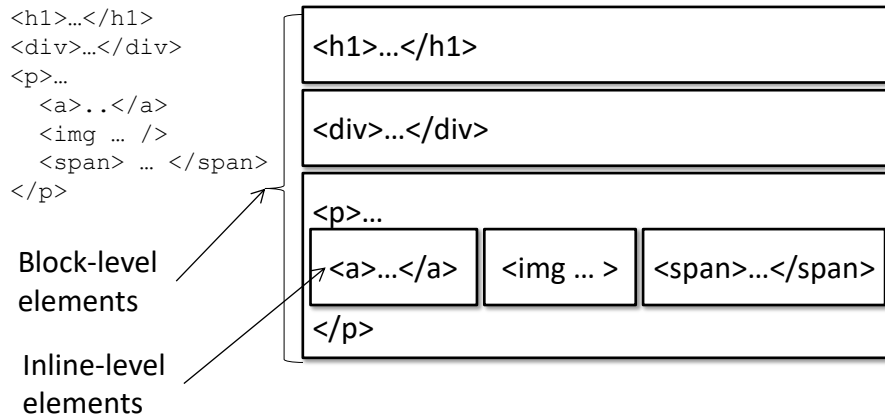 <h1>…</h1>
<div>…</div>
<p>…
<a>..</a>
<img … />
<span> … </span>
</p>
Block-level
elements
Inline-level
elements
<h1>…</h1>
<div>…</div>
<p>…
<a>…</a> <img … > <span>…</span>
</p>